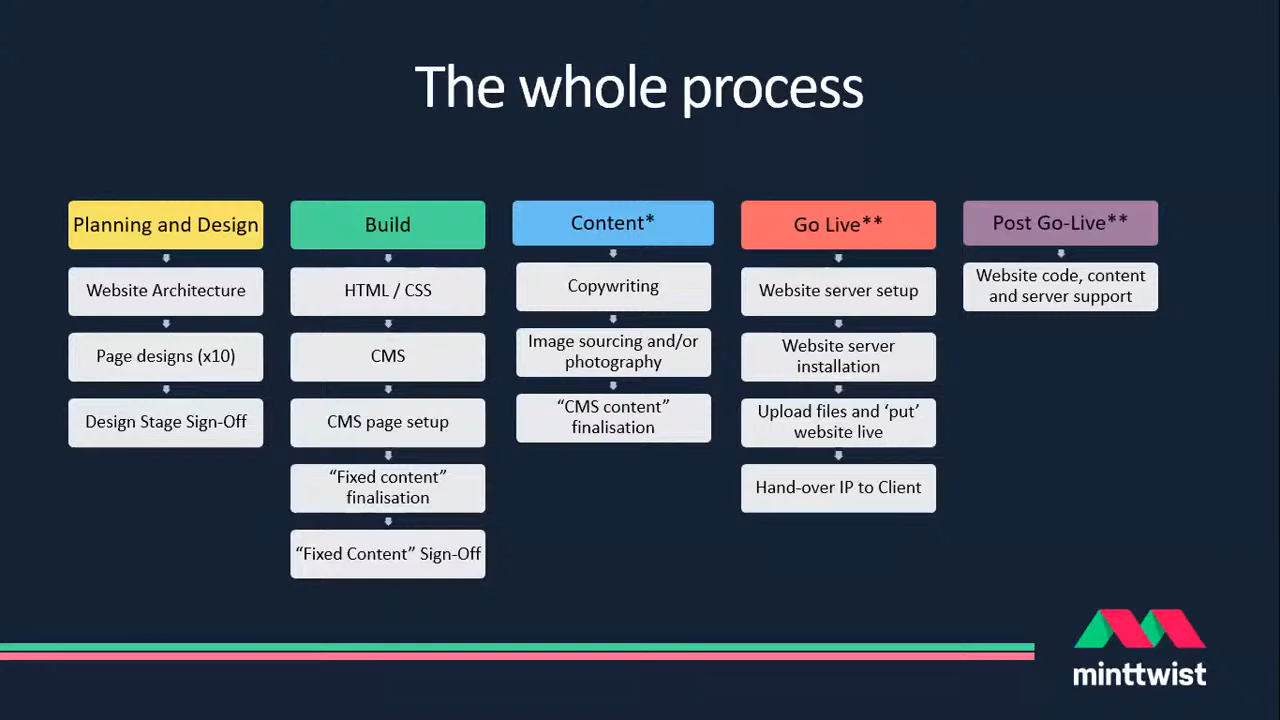 The whole process
Planning and Design
Website Architecture
Page designs (x10)
Design Stage Sign-Off
Build
HTML / CSS
CMS
CMS page setup
“Fixed content”
finalisation
“Fixed Content” Sign-Off
Content*
Copywriting
Image sourcing and/or
photography
“CMS content”
finalisation
Go Live**
Website server setup
Website server
installation
Upload files and ‘put’
website live
Hand-over IP to Client
Post Go-Live**
Website code, content
and server support
minttwist